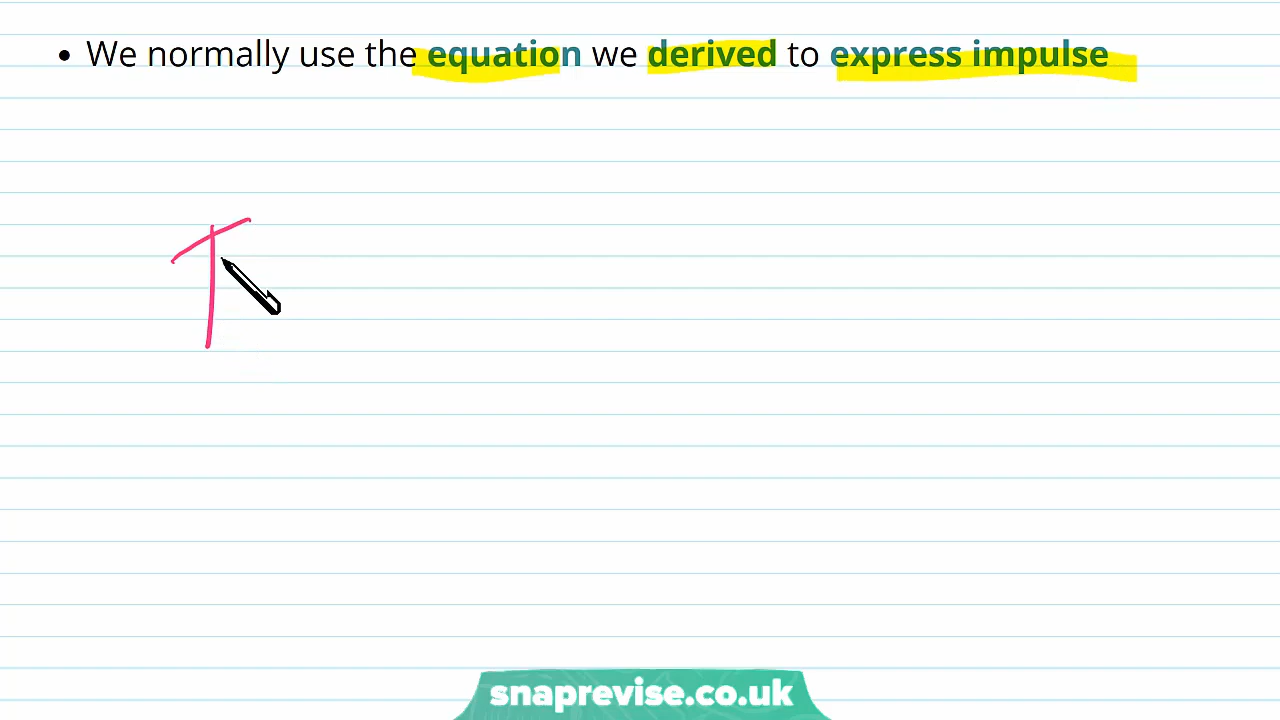 • We normally use the equation we derived to express impulse
snaprevise.co.uk